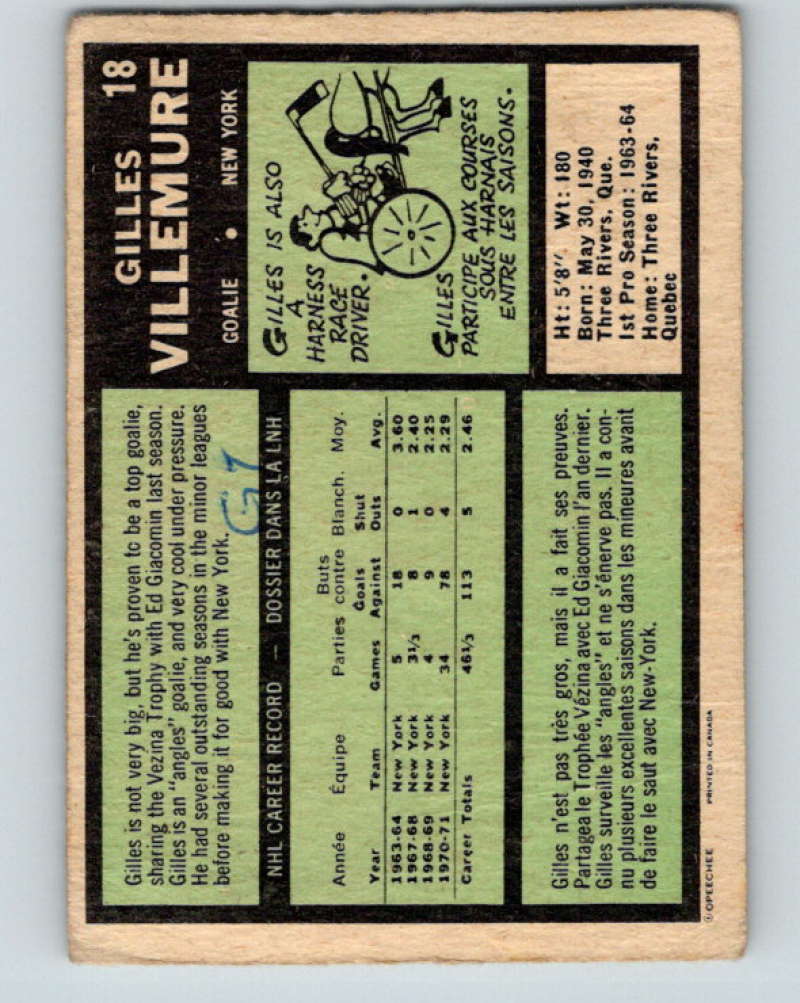 GILLES 18
VILLEMURE
GOALIE • NEW YORK
Gilles is not very big, but he's proven to be a top goalie,
sharing the Vezina Trophy with Ed Giacomin last season.
Gilles is an "angles" goalie, and very cool under pressure.
He had several outstanding seasons in the minor leagues
before making it for good with New York.
G1
GILLES IS ALSO
A
HARNESS
RACE
DRIVER.
GILLES
PARTICIPE AUX COURSES
SOUS HARNAIS
ENTRE LES SAISONS.
NHL CAREER RECORD — DOSSIER DANS LA LNH
Année Équipe Parties Buts contre Blanch. Moy.
Year Team Games Goals Against Shut Outs Avg.
1963-64 New York 5 18 0 3.60
1967-68 New York 3⅓ 8 1 2.40
1968-69 New York 4 9 0 2.25
1970-71 New York 34 78 4 2.29
Career Totals 46⅓ 113 5 2.46
Ht: 5'8". Wt: 180
Born: May 30, 1940
Three Rivers, Que.
1st Pro Season: 1963-64
Home: Three Rivers,
Quebec
Gilles n'est pas très gros, mais il a fait ses preuves.
Partagea le Trophée Vézina avec Ed Giacomin l'an dernier.
Gilles surveille les "angles" et ne s'énerve pas. Il a con-
nu plusieurs excellentes saisons dans les mineures avant
de faire le saut avec New-York.
©OPEECHEE PRINTED IN CANADA